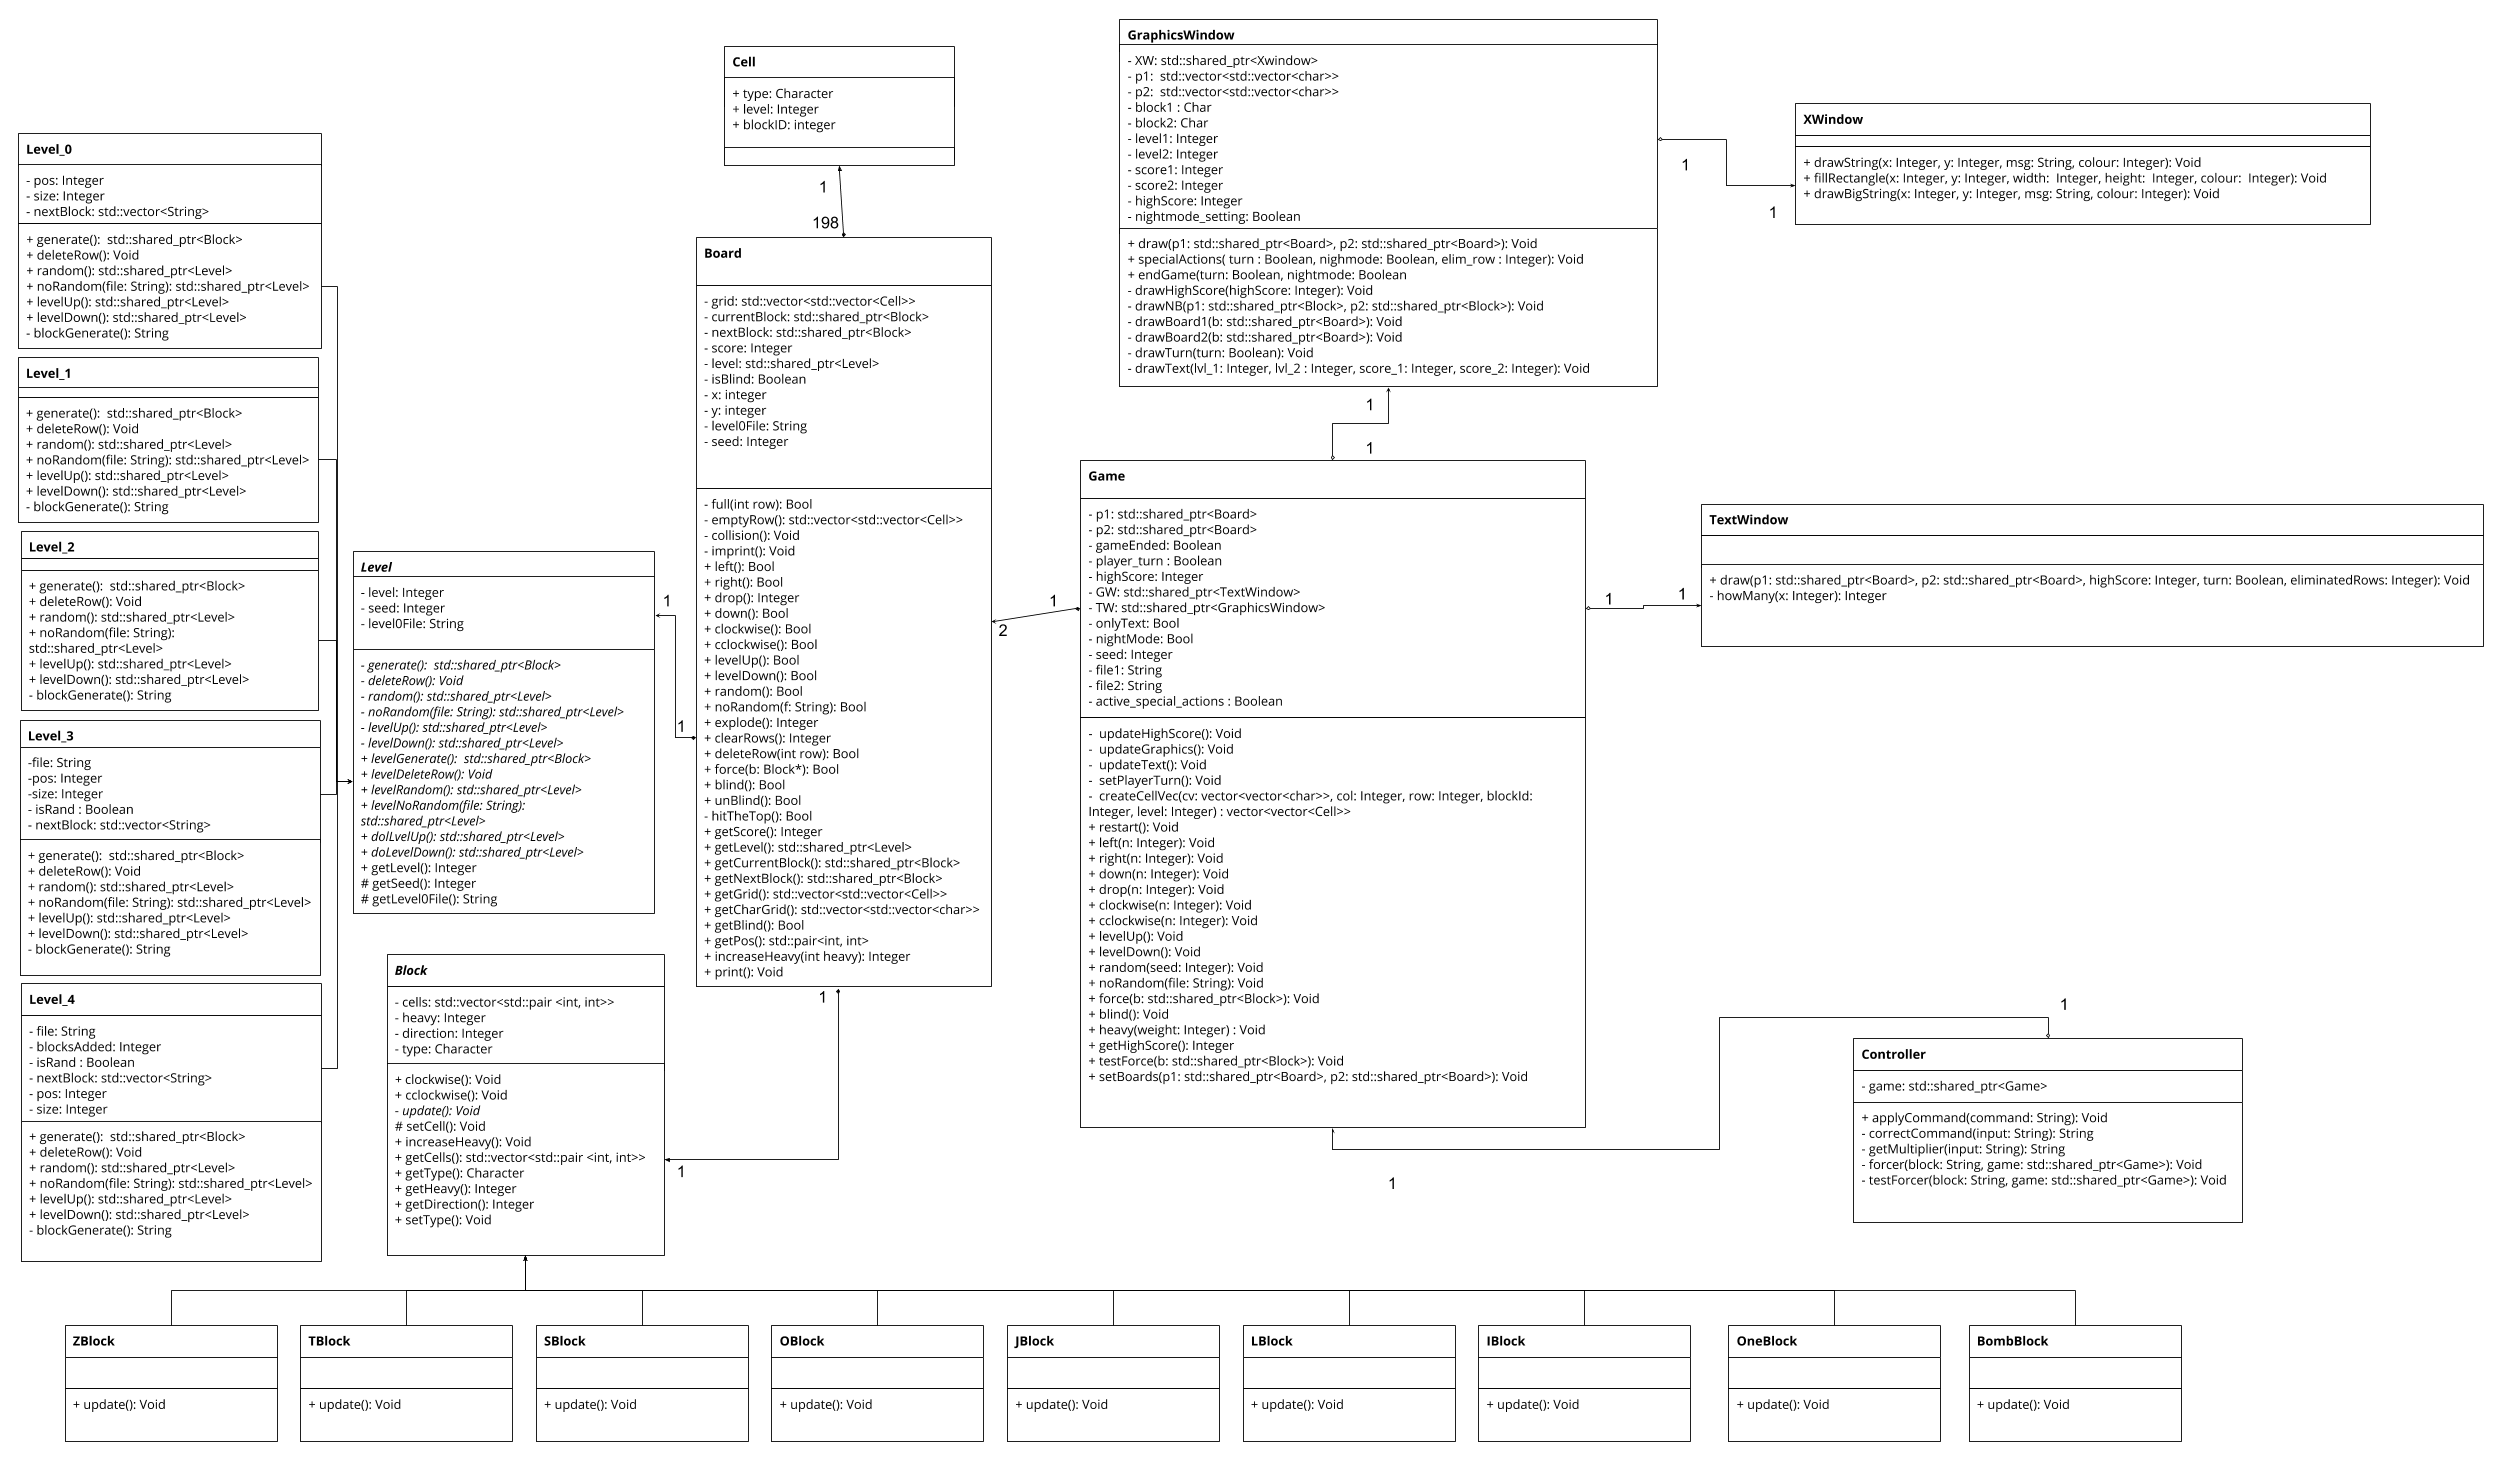 GraphicsWindow
- XW: std::shared_ptr<Xwindow>
- p1:  std::vector<std::vector<char>>
- p2:  std::vector<std::vector<char>>
- block1 : Char
- block2: Char
- level1: Integer
- level2: Integer
- score1: Integer
- score2: Integer
- highScore: Integer
- nightmode_setting: Boolean
+ draw(p1: std::shared_ptr<Board>, p2: std::shared_ptr<Board>): Void
+ specialActions( turn : Boolean, nighmode: Boolean, elim_row : Integer): Void
+ endGame(turn: Boolean, nightmode: Boolean
- drawHighScore(highScore: Integer): Void
- drawNB(p1: std::shared_ptr<Block>, p2: std::shared_ptr<Block>): Void
- drawBoard1(b: std::shared_ptr<Board>): Void
- drawBoard2(b: std::shared_ptr<Board>): Void
- drawTurn(turn: Boolean): Void
- drawText(lvl_1: Integer, lvl_2 : Integer, score_1: Integer, score_2: Integer): Void
1
1
XWindow
+ drawString(x: Integer, y: Integer, msg: String, colour: Integer): Void
+ fillRectangle(x: Integer, y: Integer, width:  Integer, height:  Integer, colour:  Integer): Void
+ drawBigString(x: Integer, y: Integer, msg: String, colour: Integer): Void
Cell
+ type: Character
+ level: Integer
+ blockID: integer
1
198
Level_0
- pos: Integer
- size: Integer
- nextBlock: std::vector<String>
+ generate():  std::shared_ptr<Block>
+ deleteRow(): Void
+ random(): std::shared_ptr<Level>
+ noRandom(file: String): std::shared_ptr<Level>
+ levelUp(): std::shared_ptr<Level>
+ levelDown(): std::shared_ptr<Level>
- blockGenerate(): String
Level_1
+ generate():  std::shared_ptr<Block>
+ deleteRow(): Void
+ random(): std::shared_ptr<Level>
+ noRandom(file: String): std::shared_ptr<Level>
+ levelUp(): std::shared_ptr<Level>
+ levelDown(): std::shared_ptr<Level>
- blockGenerate(): String
Level_2
+ generate():  std::shared_ptr<Block>
+ deleteRow(): Void
+ random(): std::shared_ptr<Level>
+ noRandom(file: String):
std::shared_ptr<Level>
+ levelUp(): std::shared_ptr<Level>
+ levelDown(): std::shared_ptr<Level>
- blockGenerate(): String
Level_3
-file: String
-pos: Integer
-size: Integer
- isRand : Boolean
- nextBlock: std::vector<String>
+ generate():  std::shared_ptr<Block>
+ deleteRow(): Void
+ random(): std::shared_ptr<Level>
+ noRandom(file: String): std::shared_ptr<Level>
+ levelUp(): std::shared_ptr<Level>
+ levelDown(): std::shared_ptr<Level>
- blockGenerate(): String
Level_4
- file: String
- blocksAdded: Integer
- isRand : Boolean
- nextBlock: std::vector<String>
- pos: Integer
- size: Integer
+ generate():  std::shared_ptr<Block>
+ deleteRow(): Void
+ random(): std::shared_ptr<Level>
+ noRandom(file: String): std::shared_ptr<Level>
+ levelUp(): std::shared_ptr<Level>
+ levelDown(): std::shared_ptr<Level>
- blockGenerate(): String
Level
- level: Integer
- seed: Integer
- level0File: String
- generate():  std::shared_ptr<Block>
- deleteRow(): Void
- random(): std::shared_ptr<Level>
- noRandom(file: String): std::shared_ptr<Level>
- levelUp(): std::shared_ptr<Level>
- levelDown(): std::shared_ptr<Level>
+ levelGenerate():  std::shared_ptr<Block>
+ levelDeleteRow(): Void
+ levelRandom(): std::shared_ptr<Level>
+ levelNoRandom(file: String):
std::shared_ptr<Level>
+ dolLvelUp(): std::shared_ptr<Level>
+ doLevelDown(): std::shared_ptr<Level>
+ getLevel(): Integer
# getSeed(): Integer
# getLevel0File(): String
1
1
Board
- grid: std::vector<std::vector<Cell>>
- currentBlock: std::shared_ptr<Block>
- nextBlock: std::shared_ptr<Block>
- score: Integer
- level: std::shared_ptr<Level>
- isBlind: Boolean
- x: integer
- y: integer
- level0File: String
- seed: Integer
- full(int row): Bool
- emptyRow(): std::vector<std::vector<Cell>>
- collision(): Void
- imprint(): Void
+ left(): Bool
+ right(): Bool
+ drop(): Integer
+ down(): Bool
+ clockwise(): Bool
+ cclockwise(): Bool
+ levelUp(): Bool
+ levelDown(): Bool
+ random(): Bool
+ noRandom(f: String): Bool
+ explode(): Integer
+ clearRows(): Integer
+ deleteRow(int row): Bool
+ force(b: Block*): Bool
+ blind(): Bool
+ unBlind(): Bool
- hitTheTop(): Bool
+ getScore(): Integer
+ getLevel(): std::shared_ptr<Level>
+ getCurrentBlock(): std::shared_ptr<Block>
+ getNextBlock(): std::shared_ptr<Block>
+ getGrid(): std::vector<std::vector<Cell>>
+ getCharGrid(): std::vector<std::vector<char>>
+ getBlind(): Bool
+ getPos(): std::pair<int, int>
+ increaseHeavy(int heavy): Integer
+ print(): Void
1
1
1
2
1
1
Game
- p1: std::shared_ptr<Board>
- p2: std::shared_ptr<Board>
- gameEnded: Boolean
- player_turn : Boolean
- highScore: Integer
- GW: std::shared_ptr<TextWindow>
- TW: std::shared_ptr<GraphicsWindow>
- onlyText: Bool
- nightMode: Bool
- seed: Integer
- file1: String
- file2: String
- active_special_actions : Boolean
-  updateHighScore(): Void
-  updateGraphics(): Void
-  updateText(): Void
-  setPlayerTurn(): Void
-  createCellVec(cv: vector<vector<char>>, col: Integer, row: Integer, blockId:
Integer, level: Integer) : vector<vector<Cell>>
+ restart(): Void
+ left(n: Integer): Void
+ right(n: Integer): Void
+ down(n: Integer): Void
+ drop(n: Integer): Void
+ clockwise(n: Integer): Void
+ cclockwise(n: Integer): Void
+ levelUp(): Void
+ levelDown(): Void
+ random(seed: Integer): Void
+ noRandom(file: String): Void
+ force(b: std::shared_ptr<Block>): Void
+ blind(): Void
+ heavy(weight: Integer) : Void
+ getHighScore(): Integer
+ testForce(b: std::shared_ptr<Block>): Void
+ setBoards(p1: std::shared_ptr<Board>, p2: std::shared_ptr<Board>): Void
1
1
TextWindow
+ draw(p1: std::shared_ptr<Board>, p2: std::shared_ptr<Board>, highScore: Integer, turn: Boolean, eliminatedRows: Integer): Void
- howMany(x: Integer): Integer
1
1
Controller
- game: std::shared_ptr<Game>
+ applyCommand(command: String): Void
- correctCommand(input: String): String
- getMultiplier(input: String): String
- forcer(block: String, game: std::shared_ptr<Game>): Void
- testForcer(block: String, game: std::shared_ptr<Game>): Void
Block
- cells: std::vector<std::pair <int, int>>
- heavy: Integer
- direction: Integer
- type: Character
+ clockwise(): Void
+ cclockwise(): Void
- update(): Void
# setCell(): Void
+ increaseHeavy(): Void
+ getCells(): std::vector<std::pair <int, int>>
+ getType(): Character
+ getHeavy(): Integer
+ getDirection(): Integer
+ setType(): Void
ZBlock
+ update(): Void
TBlock
+ update(): Void
SBlock
+ update(): Void
OBlock
+ update(): Void
JBlock
+ update(): Void
LBlock
+ update(): Void
IBlock
+ update(): Void
OneBlock
+ update(): Void
BombBlock
+ update(): Void